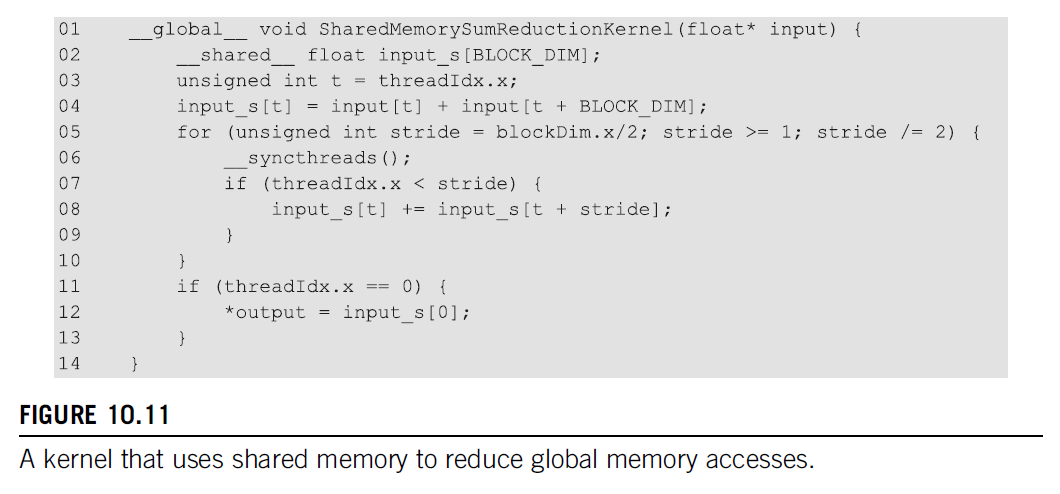 01 __global__ void SharedMemorySumReductionKernel(float* input) {
02 __shared__ float input_s[BLOCK_DIM];
03 unsigned int t = threadIdx.x;
04 input_s[t] = input[t] + input[t + BLOCK_DIM];
05 for (unsigned int stride = blockDim.x/2; stride >= 1; stride /= 2) {
06 __syncthreads();
07 if (threadIdx.x < stride) {
08 input_s[t] += input_s[t + stride];
09 }
10 }
11 if (threadIdx.x == 0) {
12 *output = input_s[0];
13 }
14 }
FIGURE 10.11
A kernel that uses shared memory to reduce global memory accesses.